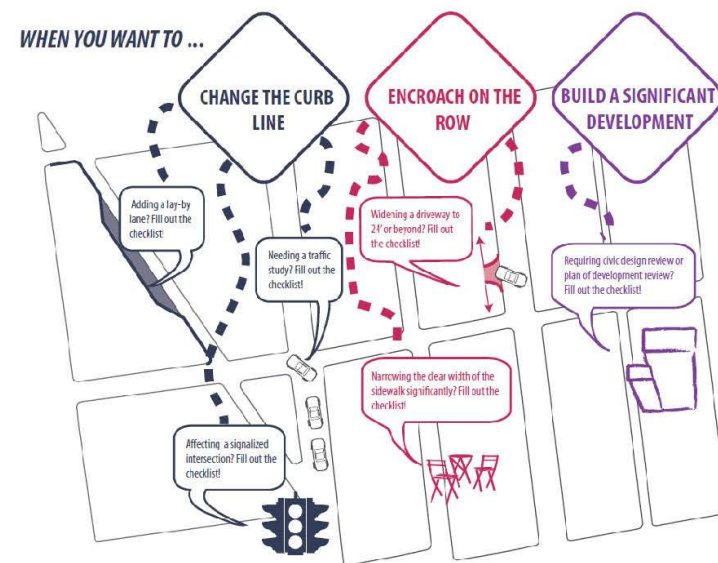 WHEN YOU WANT TO ...
CHANGE THE CURB
LINE
ENCROACH ON THE
ROW
BUILD A SIGNIFICANT
DEVELOPMENT
Adding a lay-by
lane? Fill out the
checklist!
Needing a traffic
study? Fill out the
checklist!
Widening a driveway to
24' or beyond? Fill out
the checklist!
Requiring civic design review or
plan of development review?
Fill out the checklist!
Narrowing the clear width of the
sidewalk significantly? Fill out the
checklist!
Affecting a signalized
intersection? Fill out the
checklist!